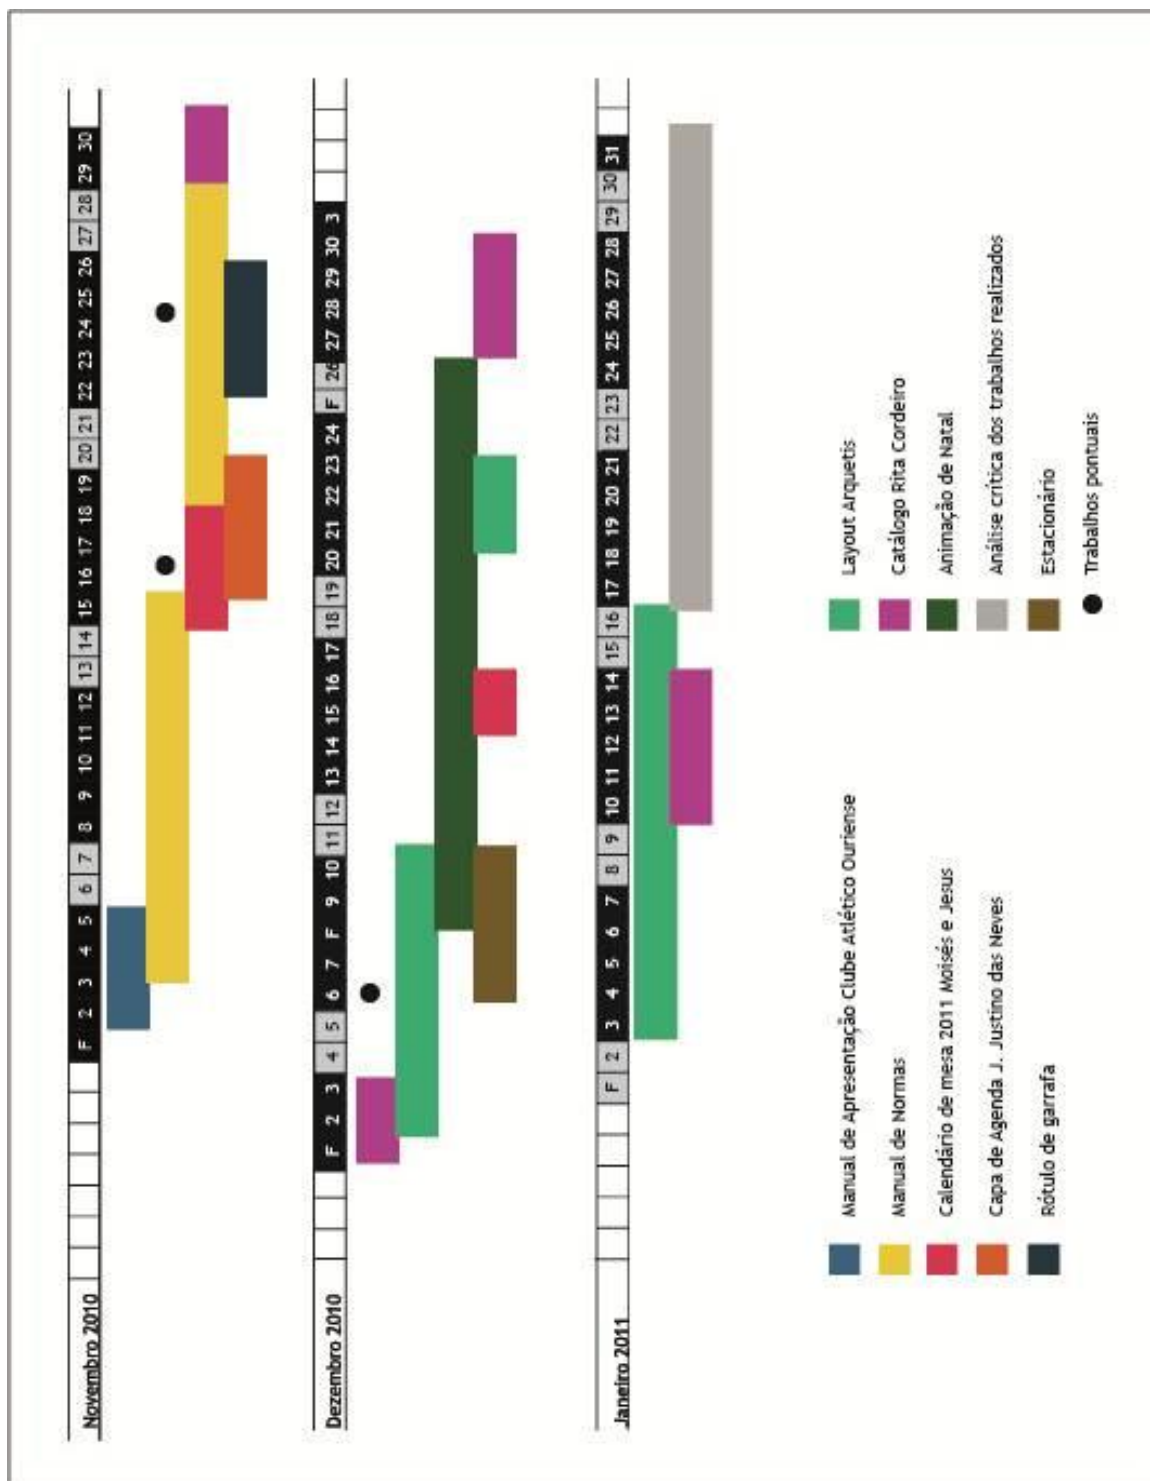 Novembro 2010
F 2 3 4 5 6 7 8 9 10 11 12 13 14 15 16 17 18 19 20 21 22 23 24 25 26 27 28 29 30
Dezembro 2010
F 2 3 4 5 6 7 F 9 10 11 12 13 14 15 16 17 18 19 20 21 22 23 24 F 26 27 28 29 30 3
Janeiro 2011
F 2 3 4 5 6 7 8 9 10 11 12 13 14 15 16 17 18 19 20 21 22 23 24 25 26 27 28 29 30 31
Manual de Apresentação Clube Atlético Ouriense
Manual de Normas
Calendário de mesa 2011 Moisés e Jesus
Capa de Agenda J. Justino das Neves
Rótulo de garrafa
Layout Arquetis
Catálogo Rita Cordeiro
Animação de Natal
Análise crítica dos trabalhos realizados
Estacionário
Trabalhos pontuais